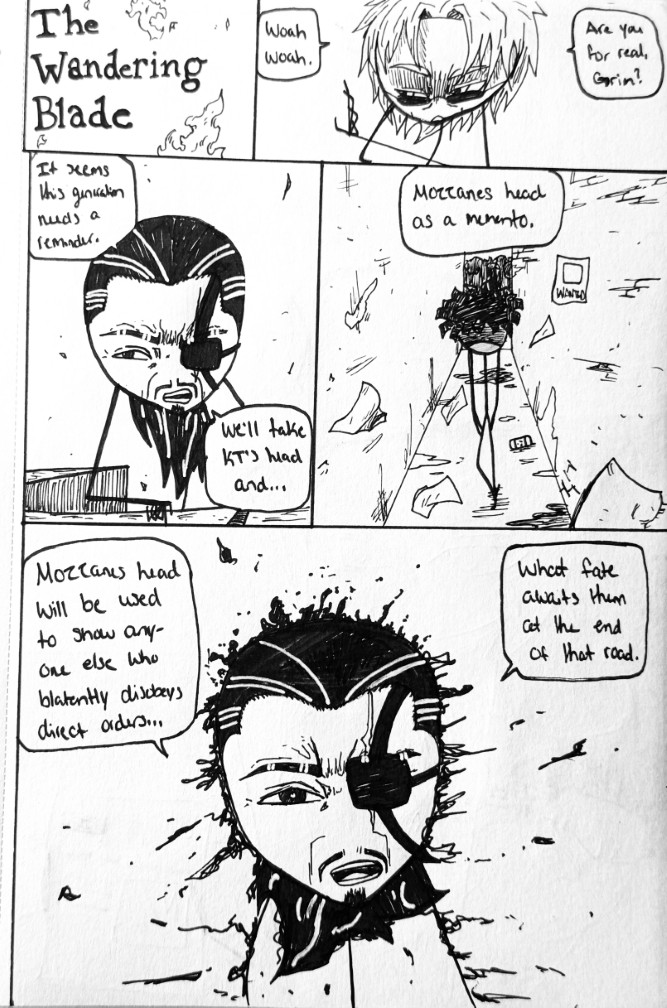 The
Wandering
Blade
Woah
Woah.
Are you
for real,
Grim?
It seems
this generation
needs a
reminder.
We'll take
KT's head
and...
Mozzanes head
as a memento.
WANTED
Mozzanes head
will be used
to show any-
one else who
blatently disobeys
direct orders...
What fate
awaits them
at the end
of that road.